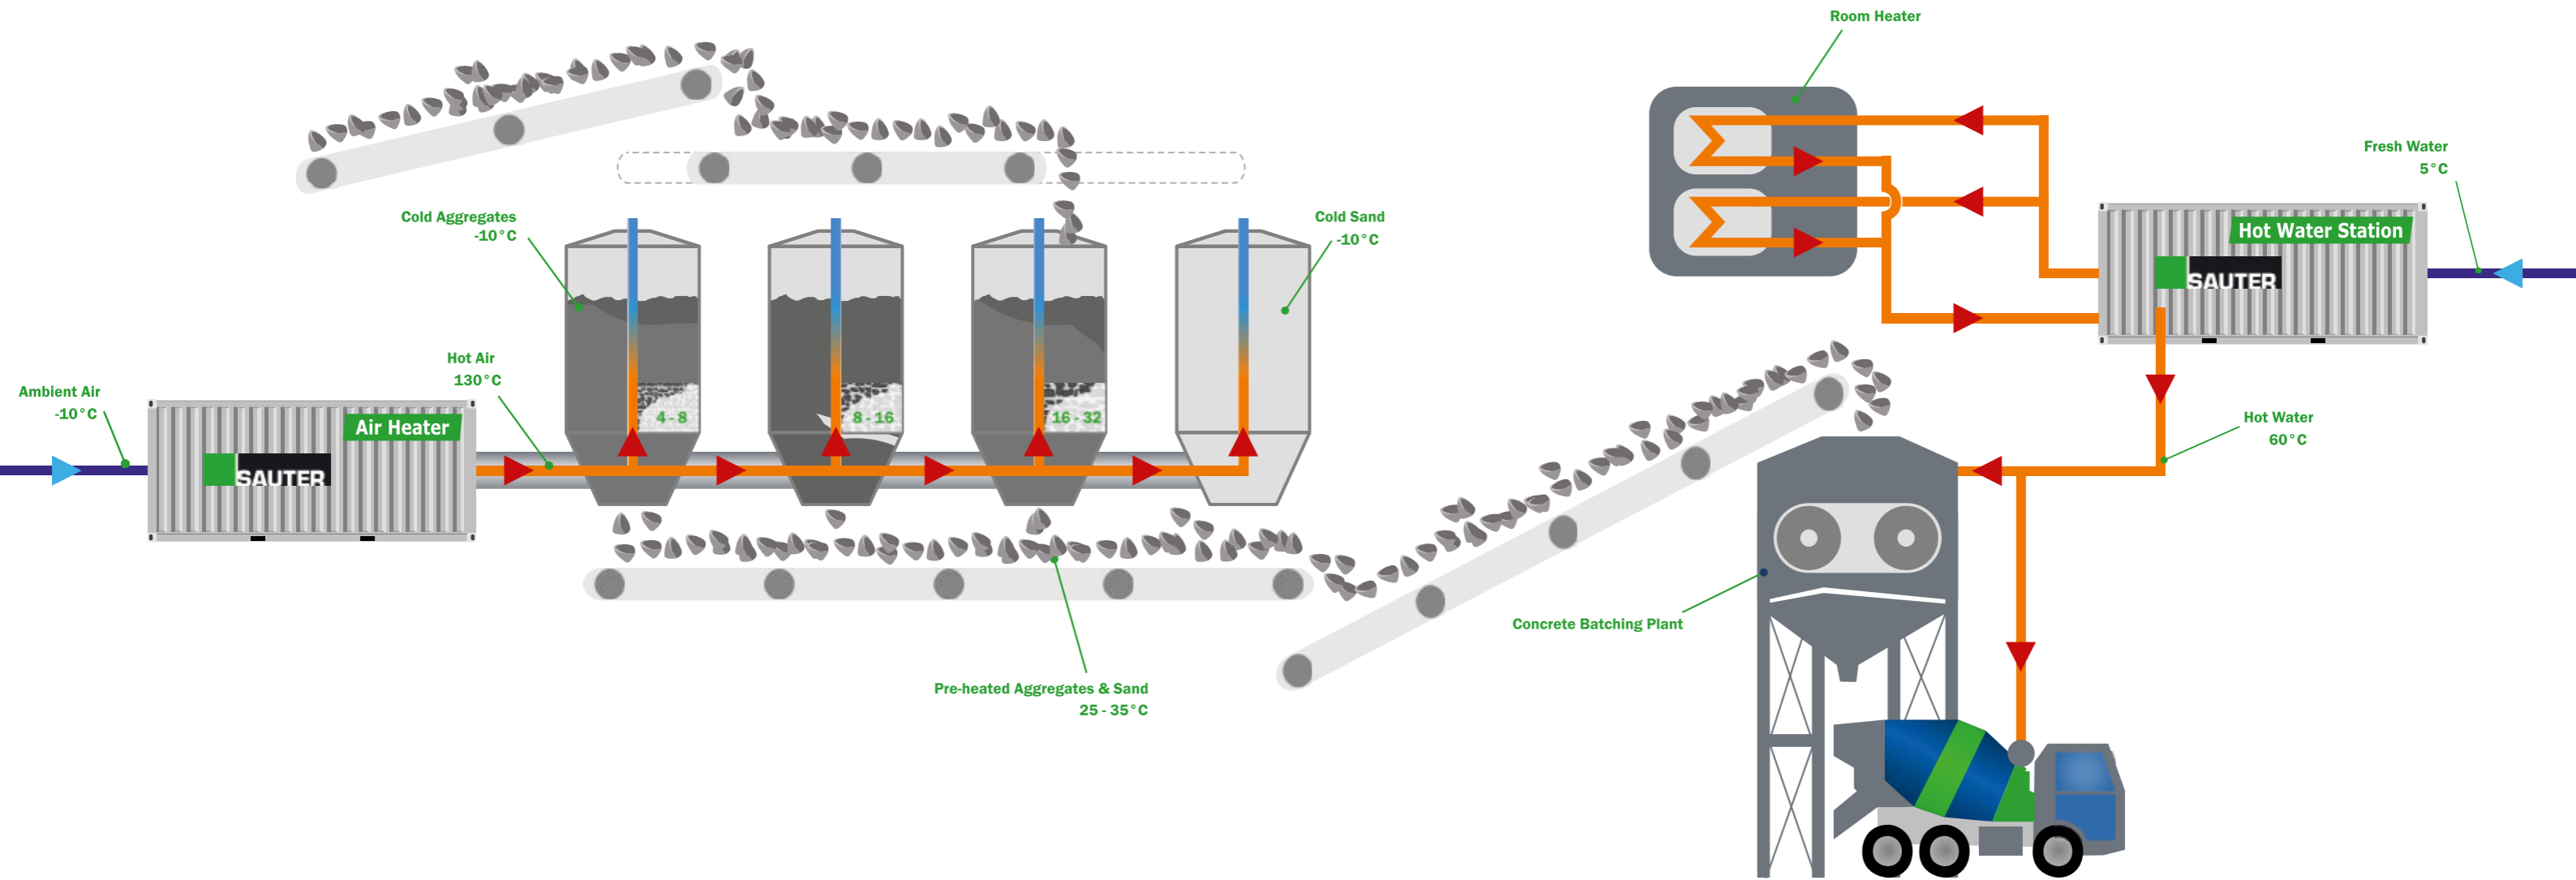 Room Heater
Fresh Water
5°C
Cold Aggregates
-10°C
Cold Sand
-10°C
Hot Water Station
SAUTER
Hot Air
130°C
Ambient Air
-10°C
Air Heater
SAUTER
4 - 8
8 - 16
16 - 32
Hot Water
60°C
Concrete Batching Plant
Pre-heated Aggregates & Sand
25 - 35°C